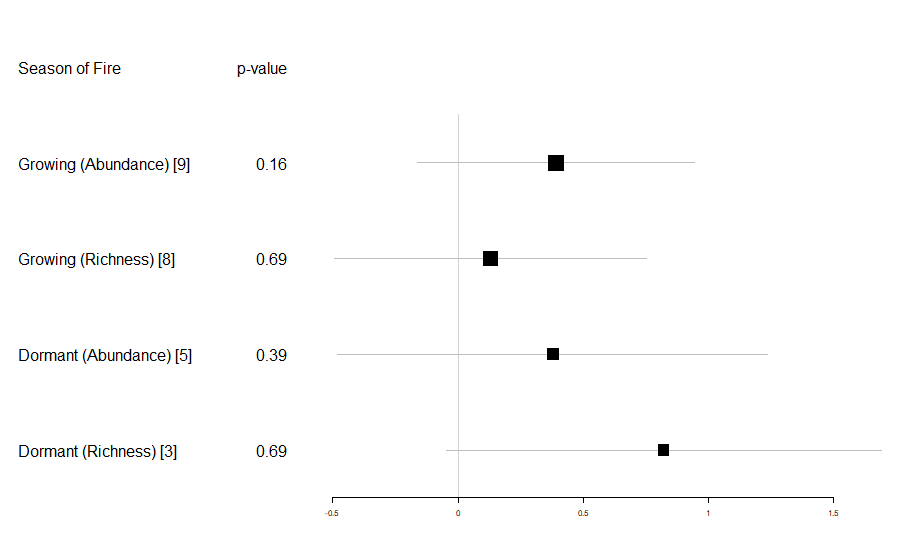 Season of Fire p-value
Growing (Abundance) [9] 0.16
Growing (Richness) [8] 0.69
Dormant (Abundance) [5] 0.39
Dormant (Richness) [3] 0.69
-0.5 0 0.5 1 1.5